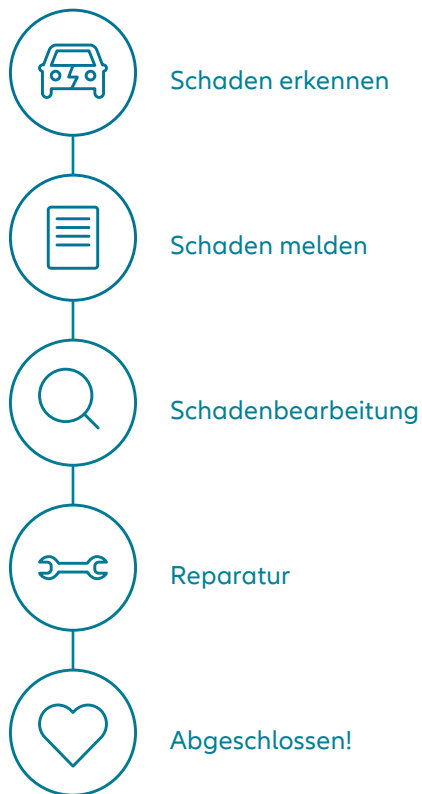 Schaden erkennen
Schaden melden
Schadenbearbeitung
Reparatur
Abgeschlossen!